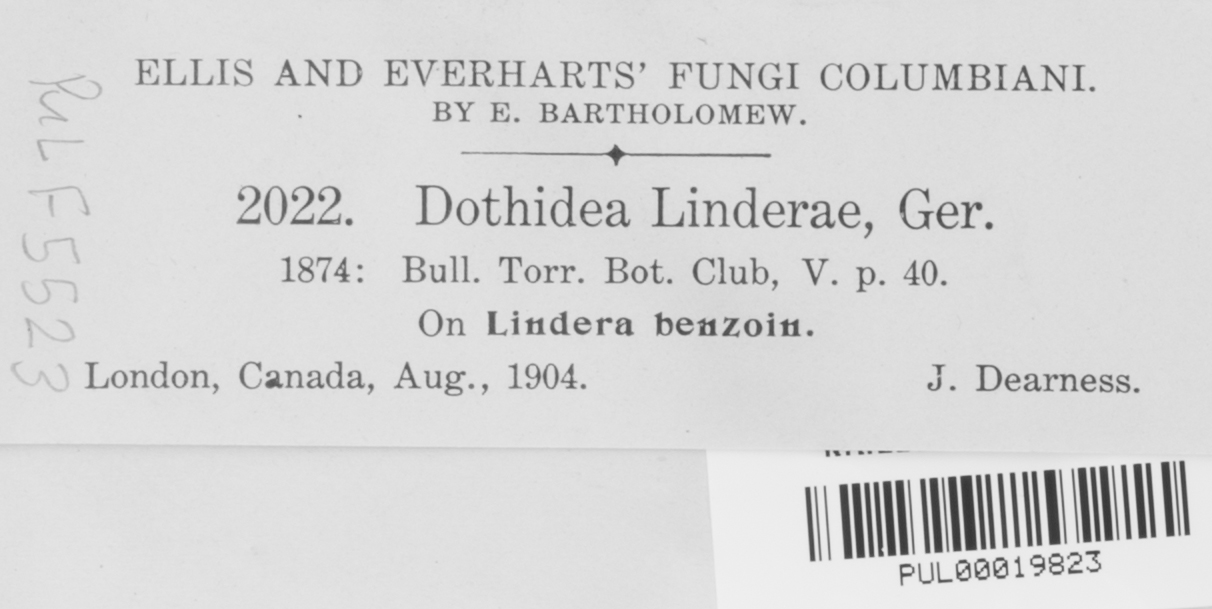 ELLIS AND EVERHARTS' FUNGI COLUMBIANI.
BY E. BARTHOLOMEW.
2022. Dothidea Linderae, Ger.
1874: Bull. Torr. Bot. Club, V. p. 40.
On Lindera benzoin.
London, Canada, Aug., 1904. J. Dearness.
PUL F5523
PUL00019823